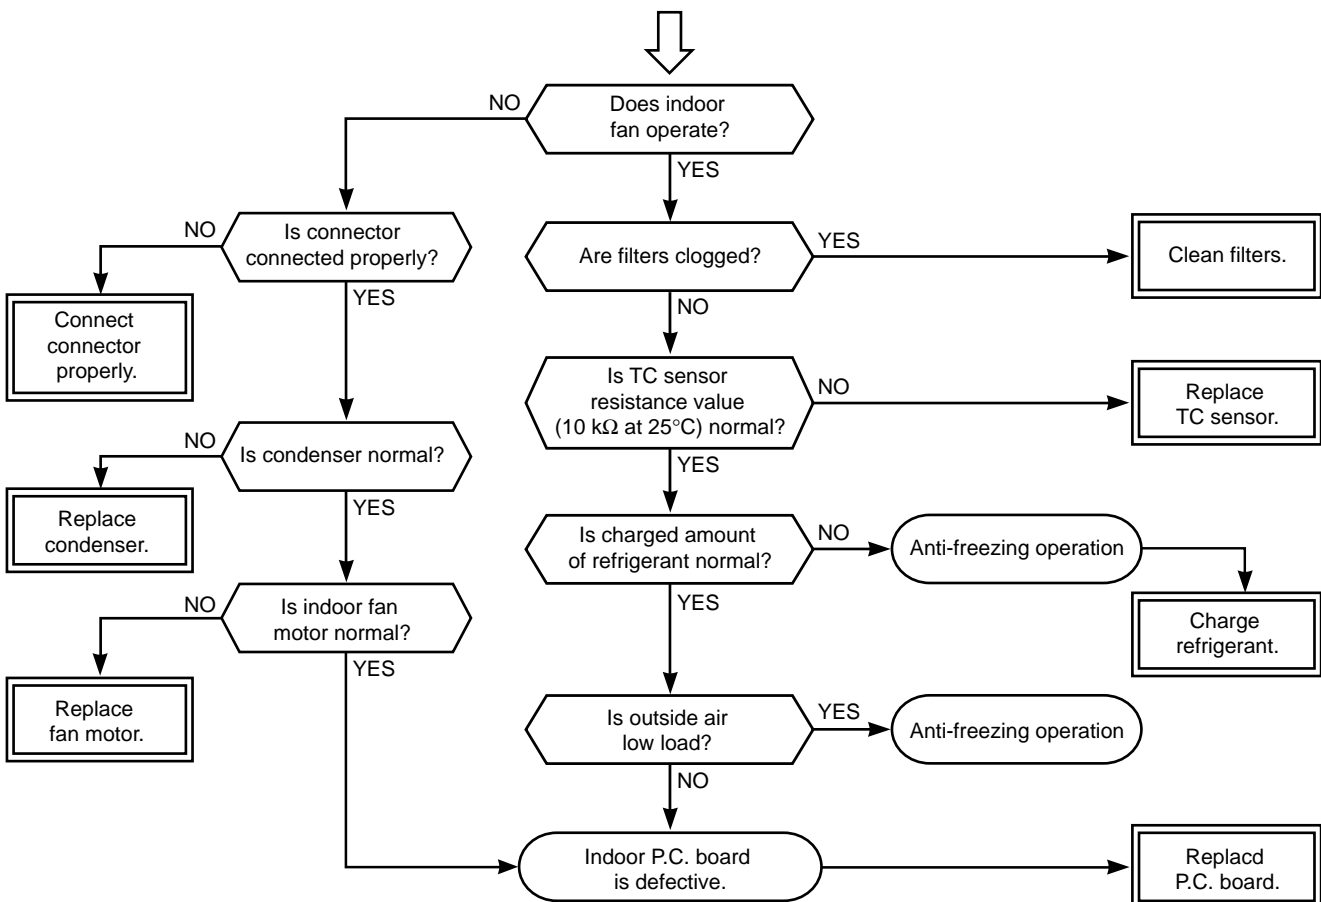 Does indoor
fan operate?
NO
YES
Is connector
connected properly?
NO
YES
Are filters clogged?
YES
NO
Clean filters.
Connect
connector
properly.
Is TC sensor
resistance value
(10 kΩ at 25°C) normal?
NO
YES
Replace
TC sensor.
Is condenser normal?
NO
YES
Replace
condenser.
Is charged amount
of refrigerant normal?
NO
YES
Anti-freezing operation
Charge
refrigerant.
Is indoor fan
motor normal?
NO
YES
Replace
fan motor.
Is outside air
low load?
YES
NO
Anti-freezing operation
Indoor P.C. board
is defective.
Replacd
P.C. board.